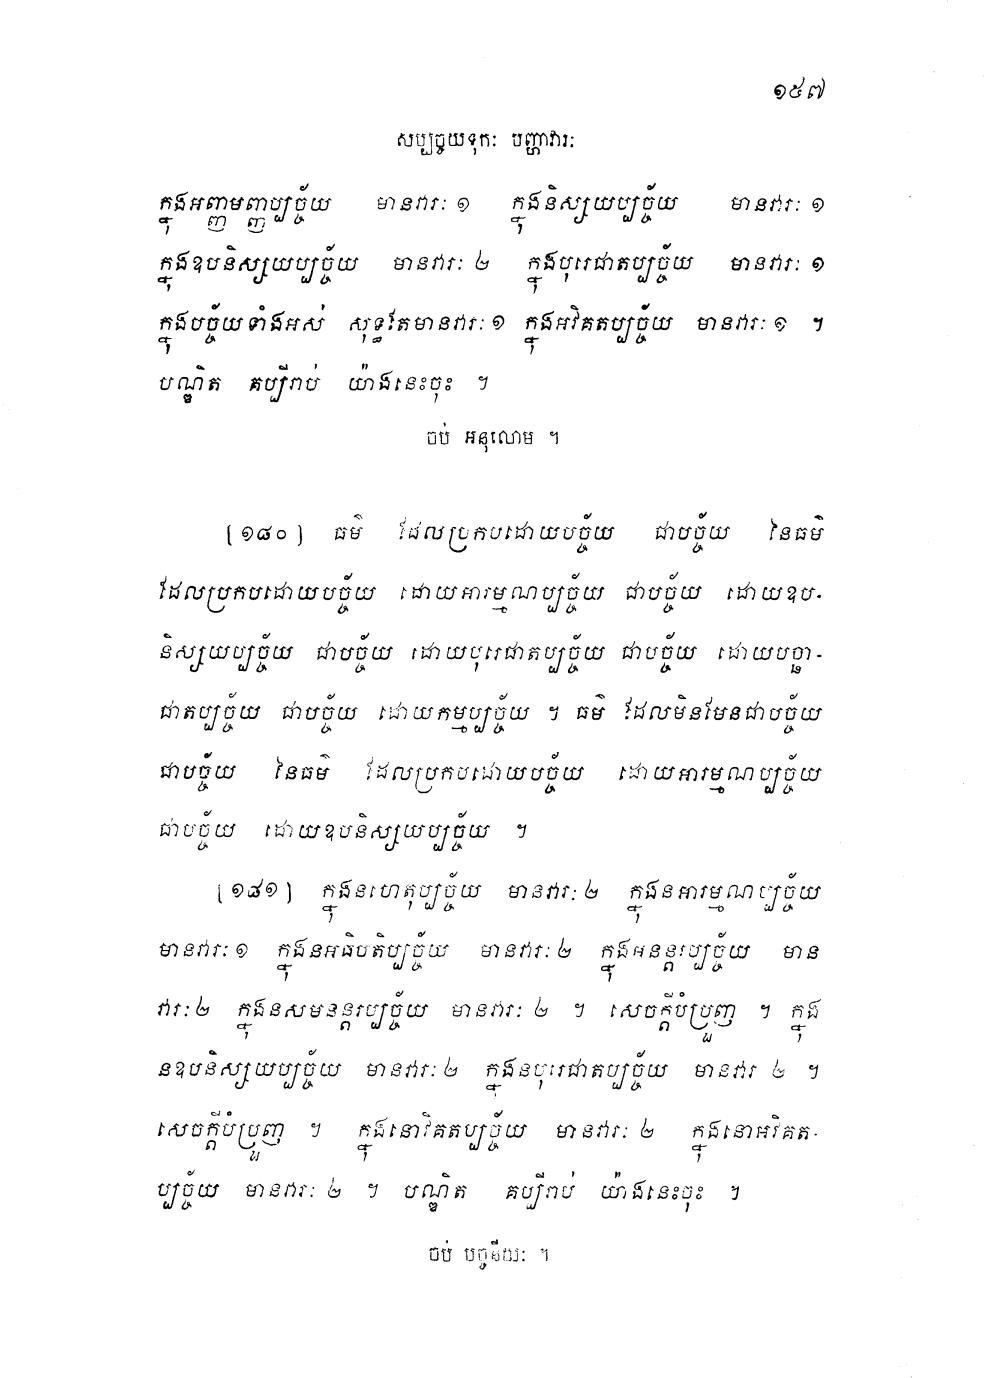 ១៥៧
សប្បច្ចយទុកៈ បញ្ហាវារៈ
ក្នុងអញ្ញមញ្ញប្បច្ច័យ មានវារៈ ១ ក្នុងនិស្សយប្បច្ច័យ មានវារៈ ១
ក្នុងឧបនិស្សយប្បច្ច័យ មានវារៈ ២ ក្នុងបុរេជាតប្បច្ច័យ មានវារៈ ១
ក្នុងបច្ច័យទាំងអស់ សុទ្ធតែមានវារៈ ១ ក្នុងអវិគតប្បច្ច័យ មានវារៈ ១ ។
បណ្ឌិត គប្បីរាប់ យ៉ាងនេះចុះ ។
ចប់ អនុលោម ។
[១៨០] ធម៌ ដែលប្រកបដោយបច្ច័យ ជាបច្ច័យ នៃធម៌
ដែលប្រកបដោយបច្ច័យ ដោយអារម្មណប្បច្ច័យ ជាបច្ច័យ ដោយឧប-
និស្សយប្បច្ច័យ ជាបច្ច័យ ដោយបុរេជាតប្បច្ច័យ ជាបច្ច័យ ដោយបច្ឆា-
ជាតប្បច្ច័យ ជាបច្ច័យ ដោយកម្មប្បច្ច័យ ។ ធម៌ ដែលមិនមែនជាបច្ច័យ
ជាបច្ច័យ នៃធម៌ ដែលប្រកបដោយបច្ច័យ ដោយអារម្មណប្បច្ច័យ
ជាបច្ច័យ ដោយឧបនិស្សយប្បច្ច័យ ។
[១៨១] ក្នុងនហេតុប្បច្ច័យ មានវារៈ ២ ក្នុងនអារម្មណប្បច្ច័យ
មានវារៈ ១ ក្នុងនអធិបតិប្បច្ច័យ មានវារៈ ២ ក្នុងអនន្តរប្បច្ច័យ មាន
វារៈ ២ ក្នុងនសមនន្តរប្បច្ច័យ មានវារៈ ២ ។ សេចក្តីបំប្រួញ ។ ក្នុង
នឧបនិស្សយប្បច្ច័យ មានវារៈ ២ ក្នុងនបុរេជាតប្បច្ច័យ មានវារ ២ ។
សេចក្តីបំប្រួញ ។ ក្នុងនោវិគតប្បច្ច័យ មានវារៈ ២ ក្នុងនោអវិគត-
ប្បច្ច័យ មានវារៈ ២ ។ បណ្ឌិត គប្បីរាប់ យ៉ាងនេះចុះ ។
ចប់ បច្ចនីយៈ ។